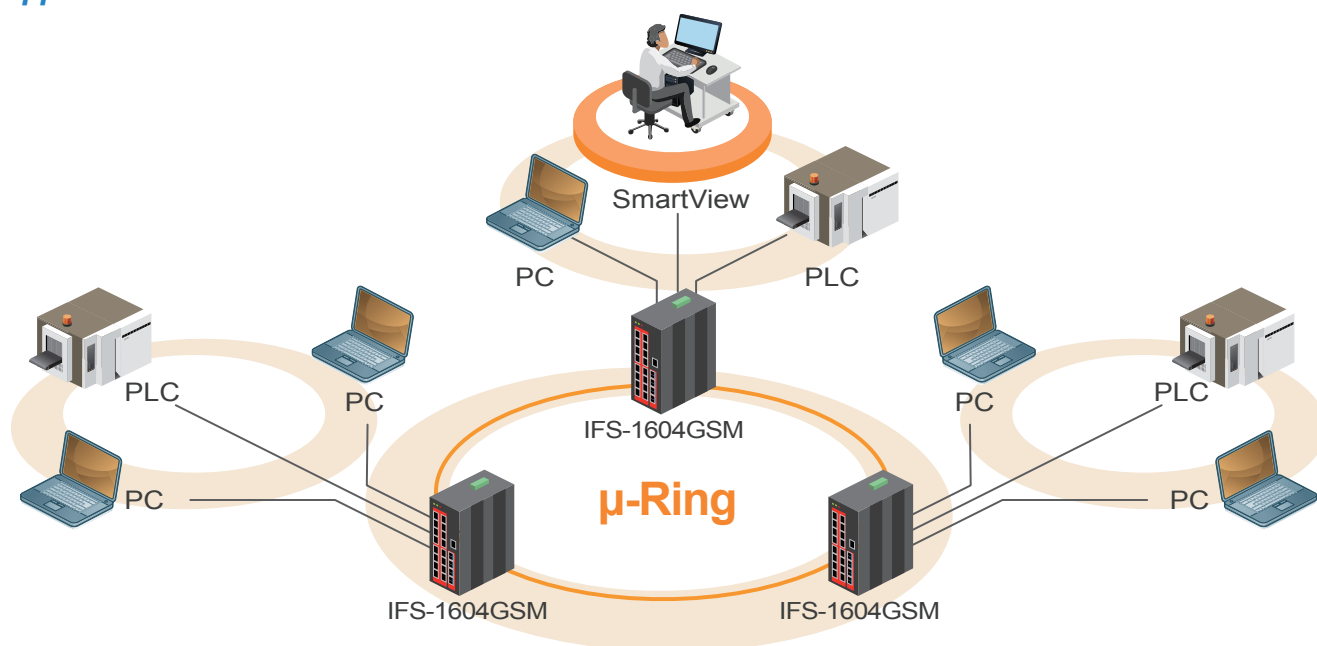 SmartView
PC
PLC
IFS-1604GSM
PLC
PC
PC
IFS-1604GSM
μ-Ring
PC
PLC
PC
IFS-1604GSM